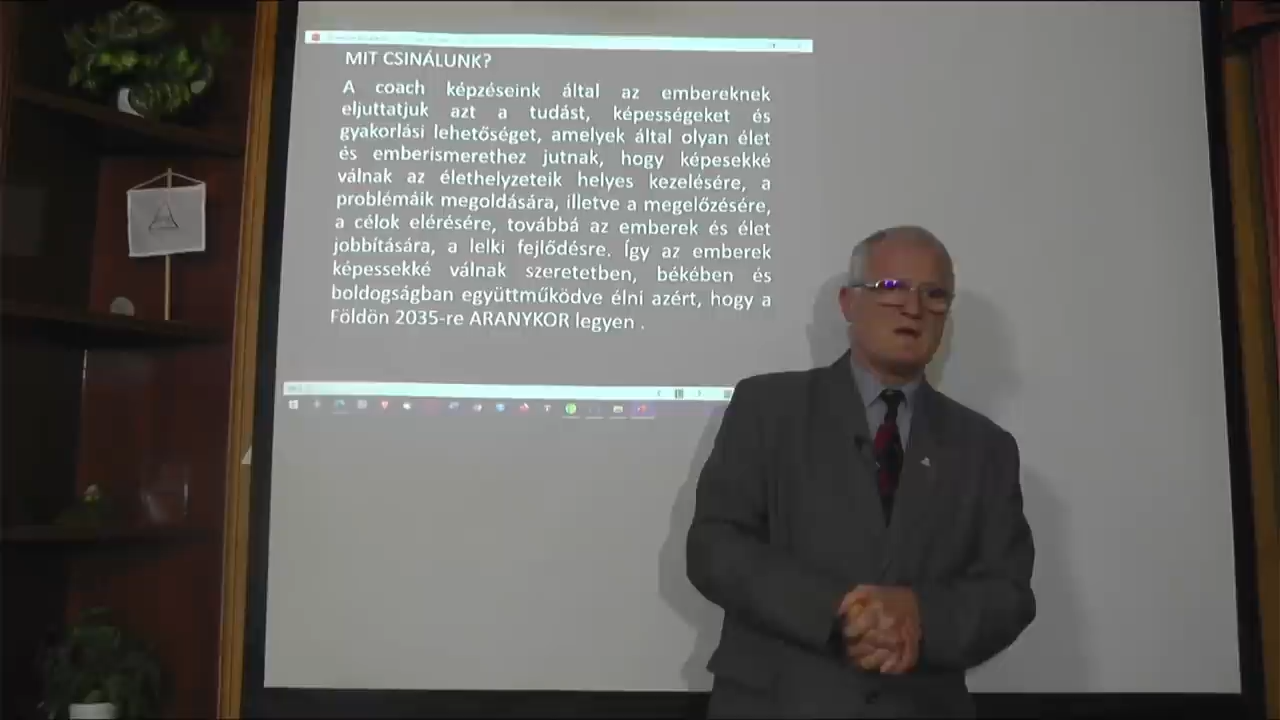 MIT CSINÁLUNK?
A coach képzéseink által az embereknek
eljuttatjuk azt a tudást, képességeket és
gyakorlási lehetőséget, amelyek által olyan élet
és emberismerethez jutnak, hogy képesekké
válnak az élethelyzeteik helyes kezelésére, a
problémáik megoldására, illetve a megelőzésére,
a célok elérésére, továbbá az emberek és élet
jobbítására, a lelki fejlődésre. Így az emberek
képessekké válnak szeretetben, békében és
boldogságban együttműködve élni azért, hogy a
Földön 2035-re ARANYKOR legyen .